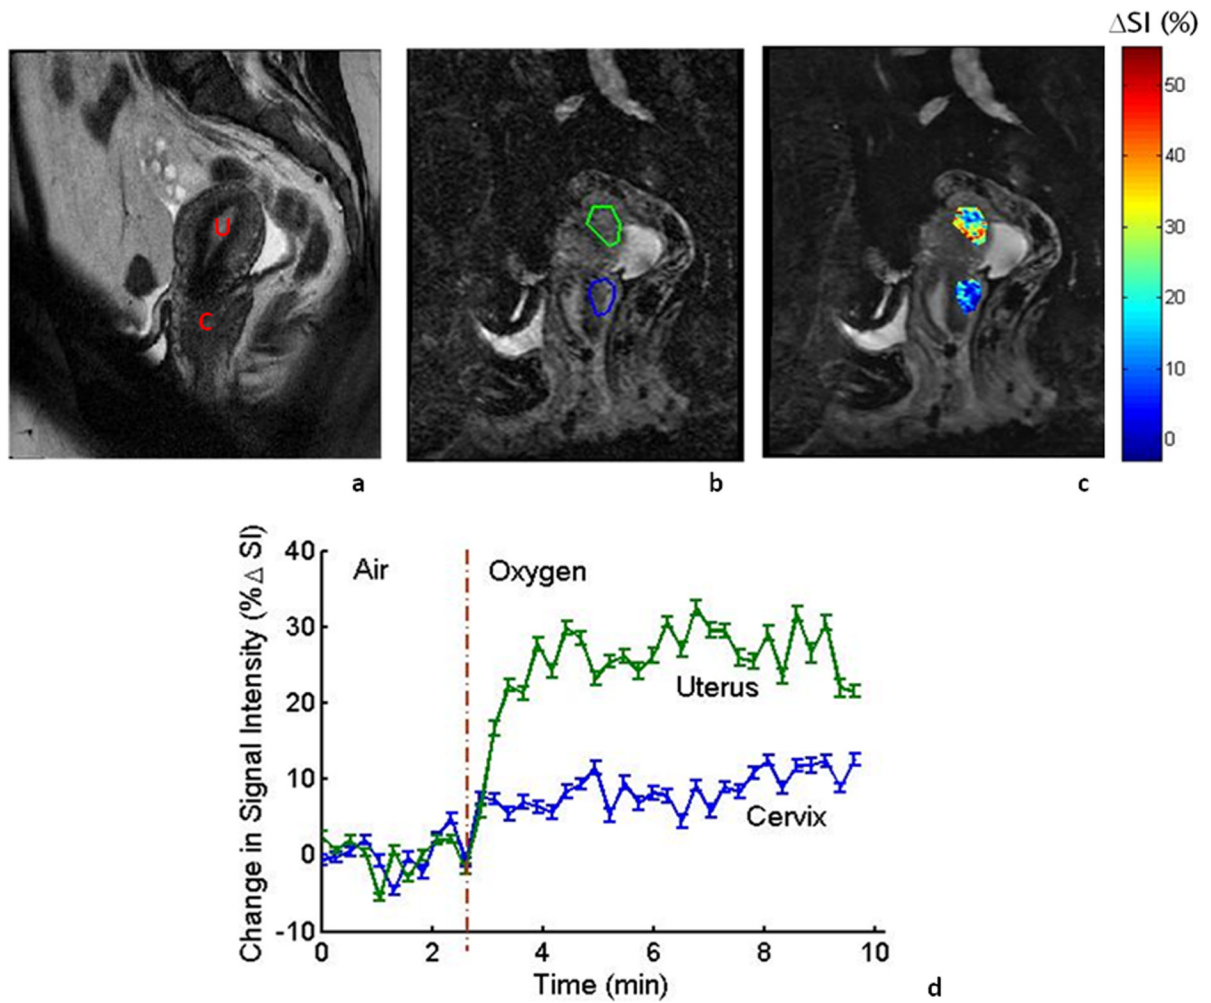 ΔSI (%)
50
40
30
20
10
0
U
C
a
b
c
Change in Signal Intensity (%Δ SI)
40
30
20
10
0
-10
Air
Oxygen
Uterus
Cervix
0 2 4 6 8 10
Time (min)
d